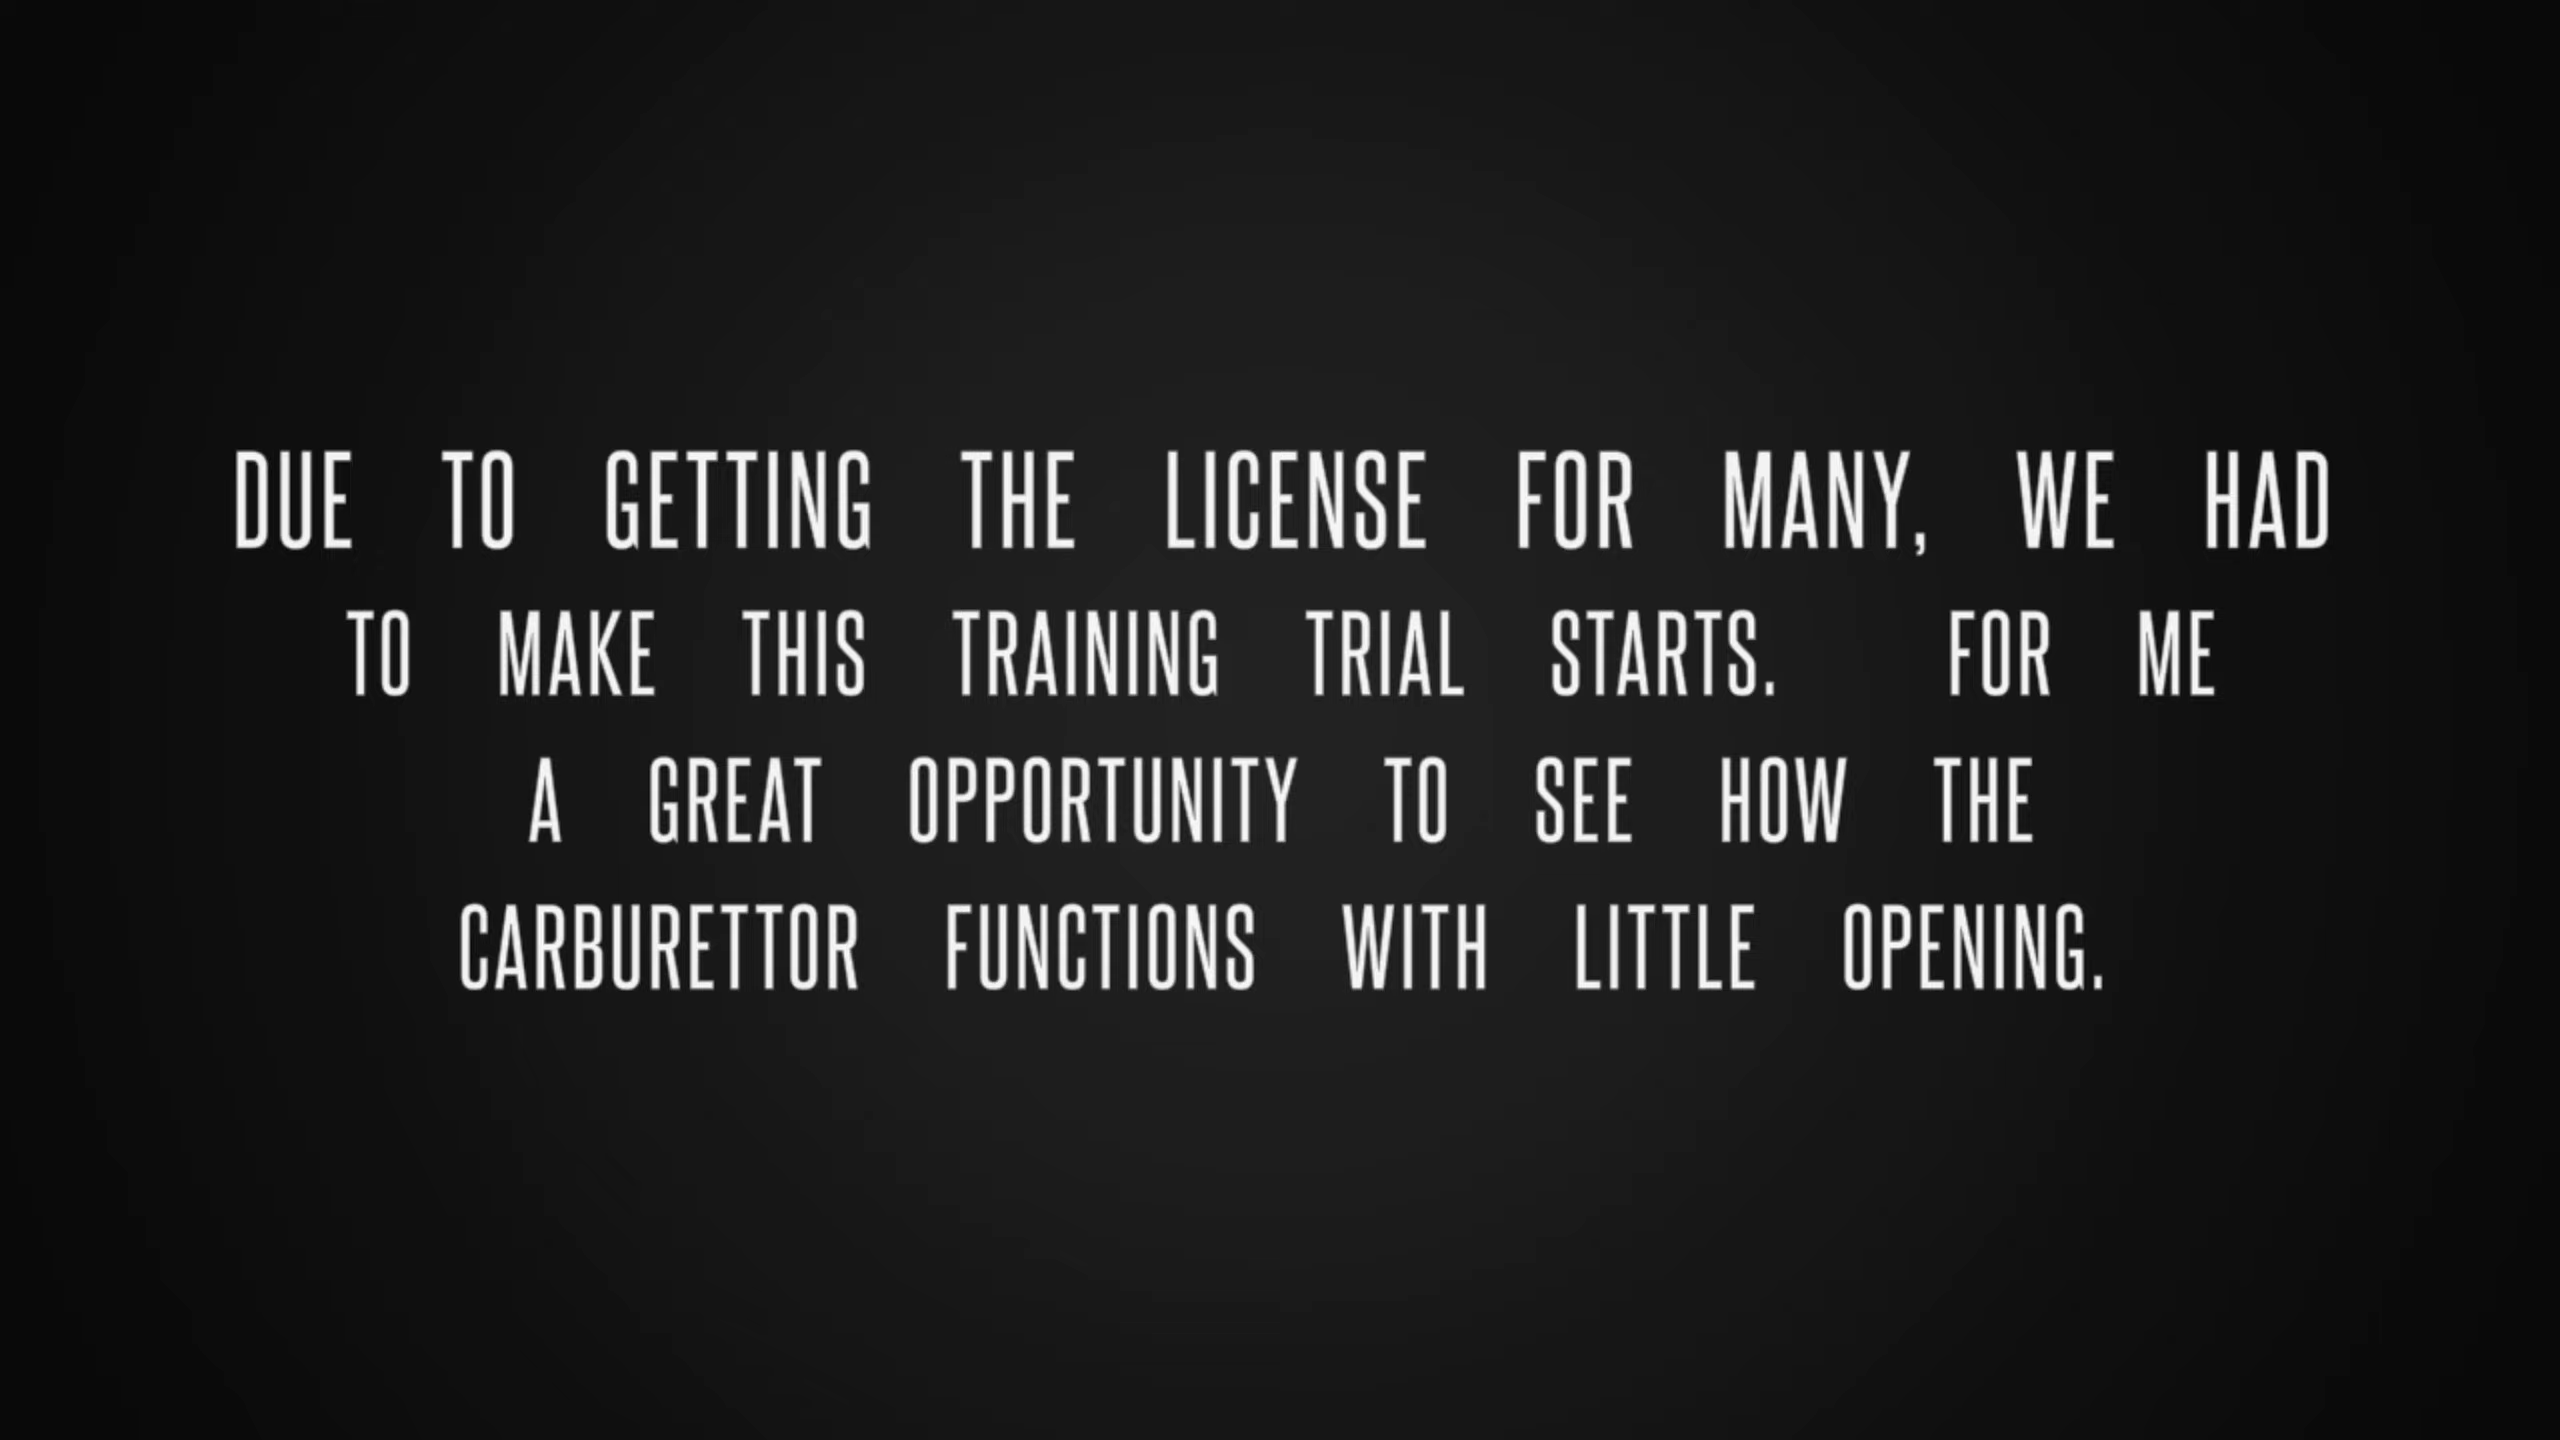 DUE TO GETTING THE LICENSE FOR MANY, WE HAD
TO MAKE THIS TRAINING TRIAL STARTS. FOR ME
A GREAT OPPORTUNITY TO SEE HOW THE
CARBURETTOR FUNCTIONS WITH LITTLE OPENING.